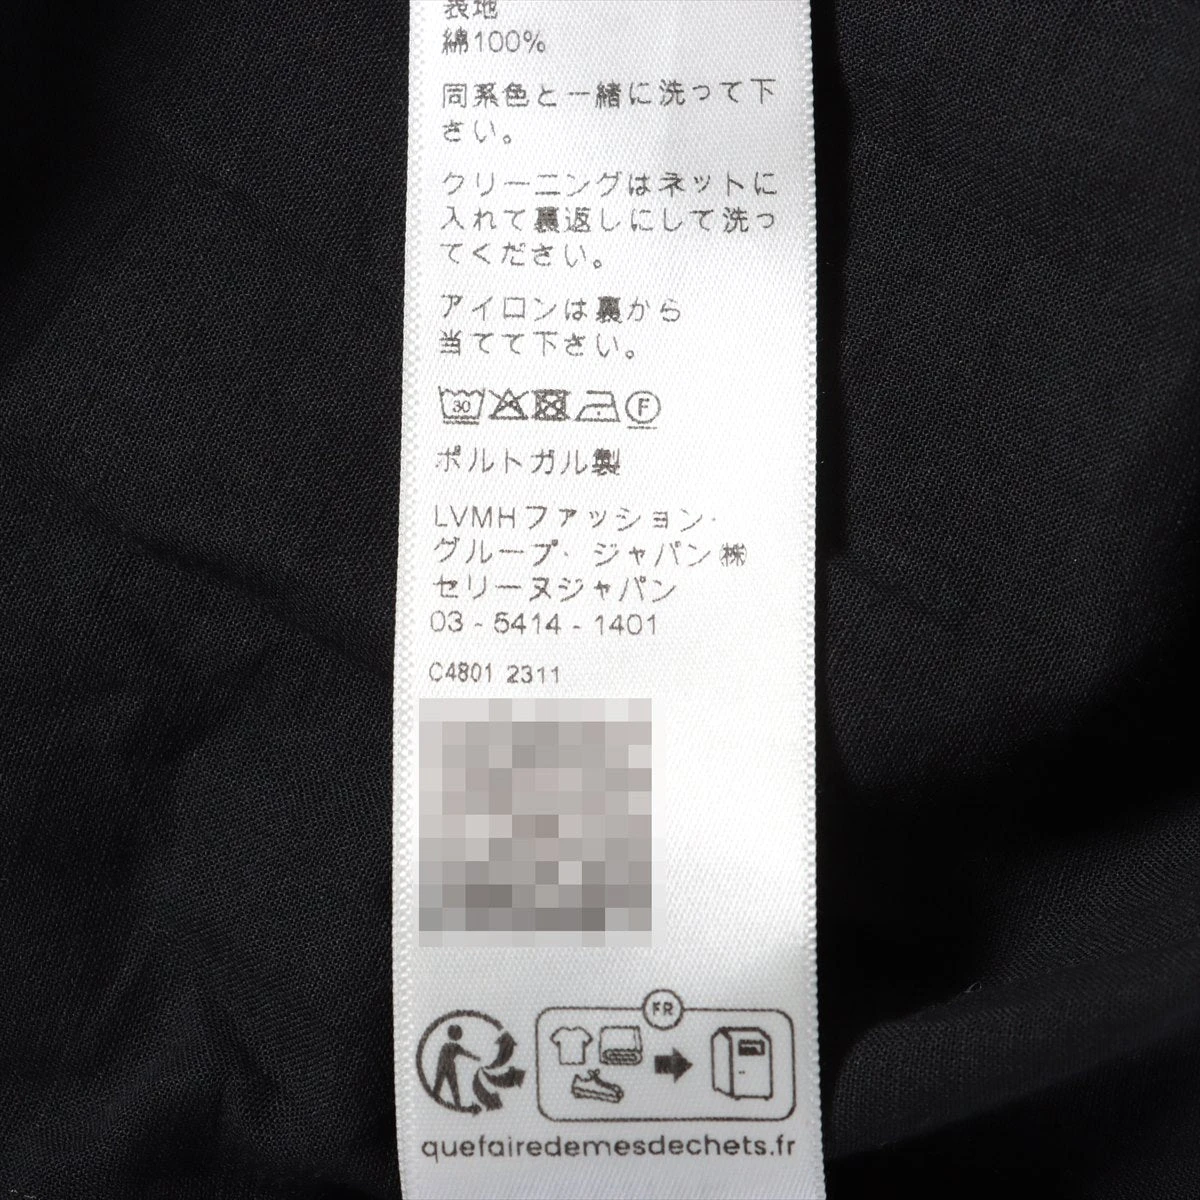 表地
綿100%
同系色と一緒に洗って下
さい。
クリーニングはネットに
入れて裏返しにして洗っ
てください。
アイロンは裏から
当てて下さい。
30 F
ポルトガル製
LVMHファッション·
グループ·ジャパン㈱
セリーヌジャパン
03 - 5414 - 1401
C4801 2311
FR
quefairedemesdechets.fr